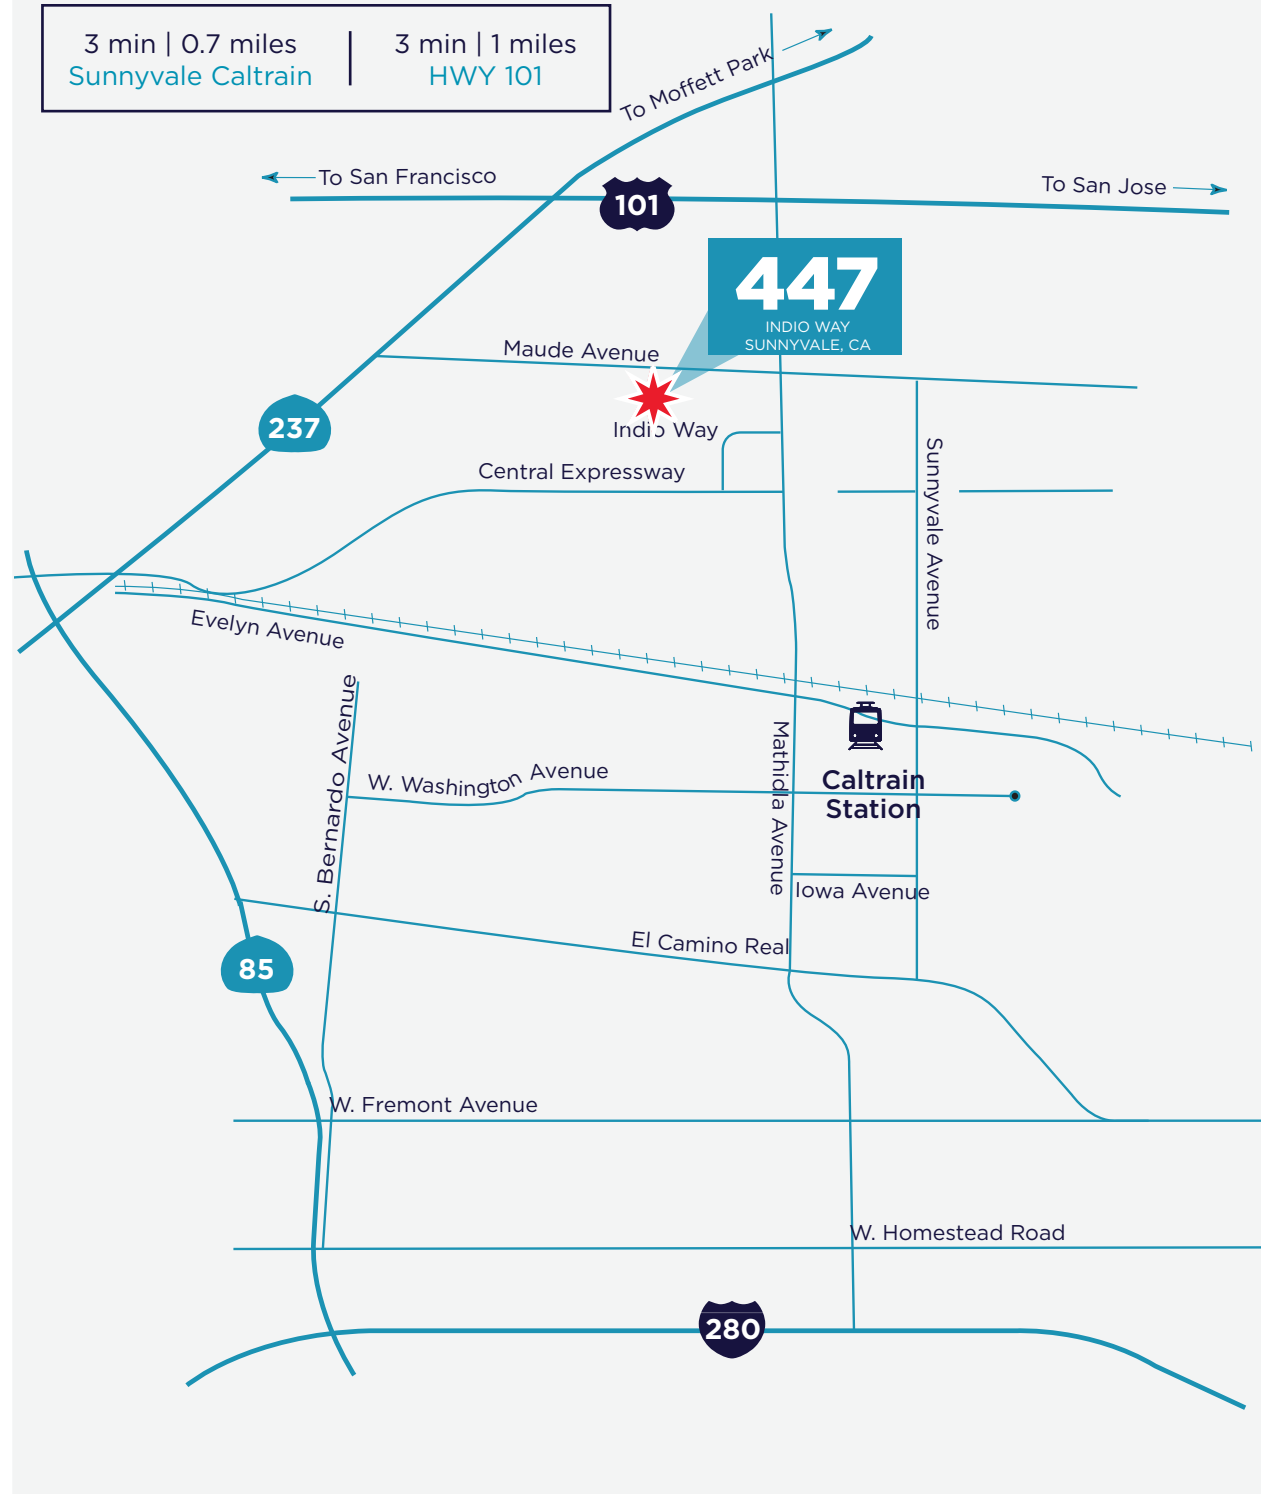 3 min | 0.7 miles
Sunnyvale Caltrain
3 min | 1 miles
HWY 101
To Moffett Park
To San Francisco
101
To San Jose
447
INDIO WAY
SUNNYVALE, CA
Maude Avenue
237
Indio Way
Central Expressway
Sunnyvale Avenue
Evelyn Avenue
S. Bernardo Avenue
Mathidla Avenue
W. Washington Avenue
Caltrain
Station
Iowa Avenue
El Camino Real
85
W. Fremont Avenue
W. Homestead Road
280